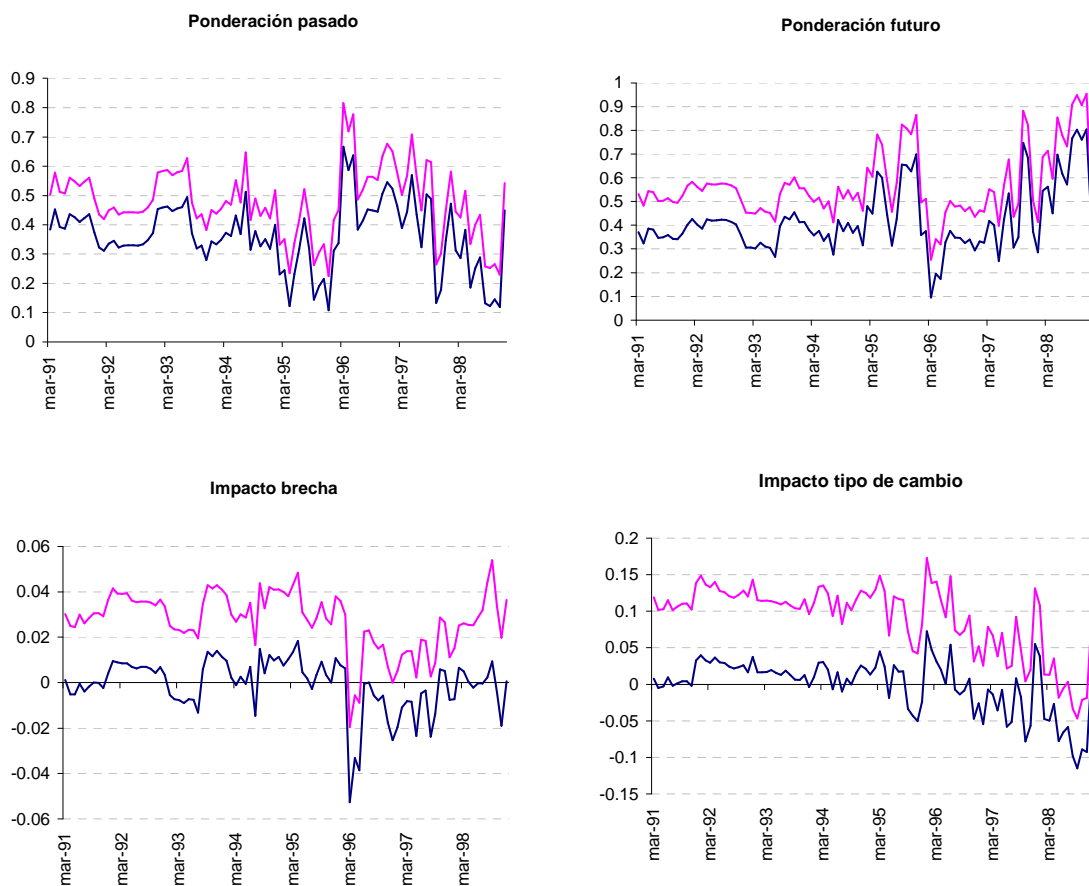 Ponderación pasado
0.9
0.8
0.7
0.6
0.5
0.4
0.3
0.2
0.1
0
mar-91
mar-92
mar-93
mar-94
mar-95
mar-96
mar-97
mar-98
Ponderación futuro
1
0.9
0.8
0.7
0.6
0.5
0.4
0.3
0.2
0.1
0
mar-91
mar-92
mar-93
mar-94
mar-95
mar-96
mar-97
mar-98
Impacto brecha
0.06
0.04
0.02
0
-0.02
-0.04
-0.06
mar-91
mar-92
mar-93
mar-94
mar-95
mar-96
mar-97
mar-98
Impacto tipo de cambio
0.2
0.15
0.1
0.05
0
-0.05
-0.1
-0.15
mar-91
mar-92
mar-93
mar-94
mar-95
mar-96
mar-97
mar-98